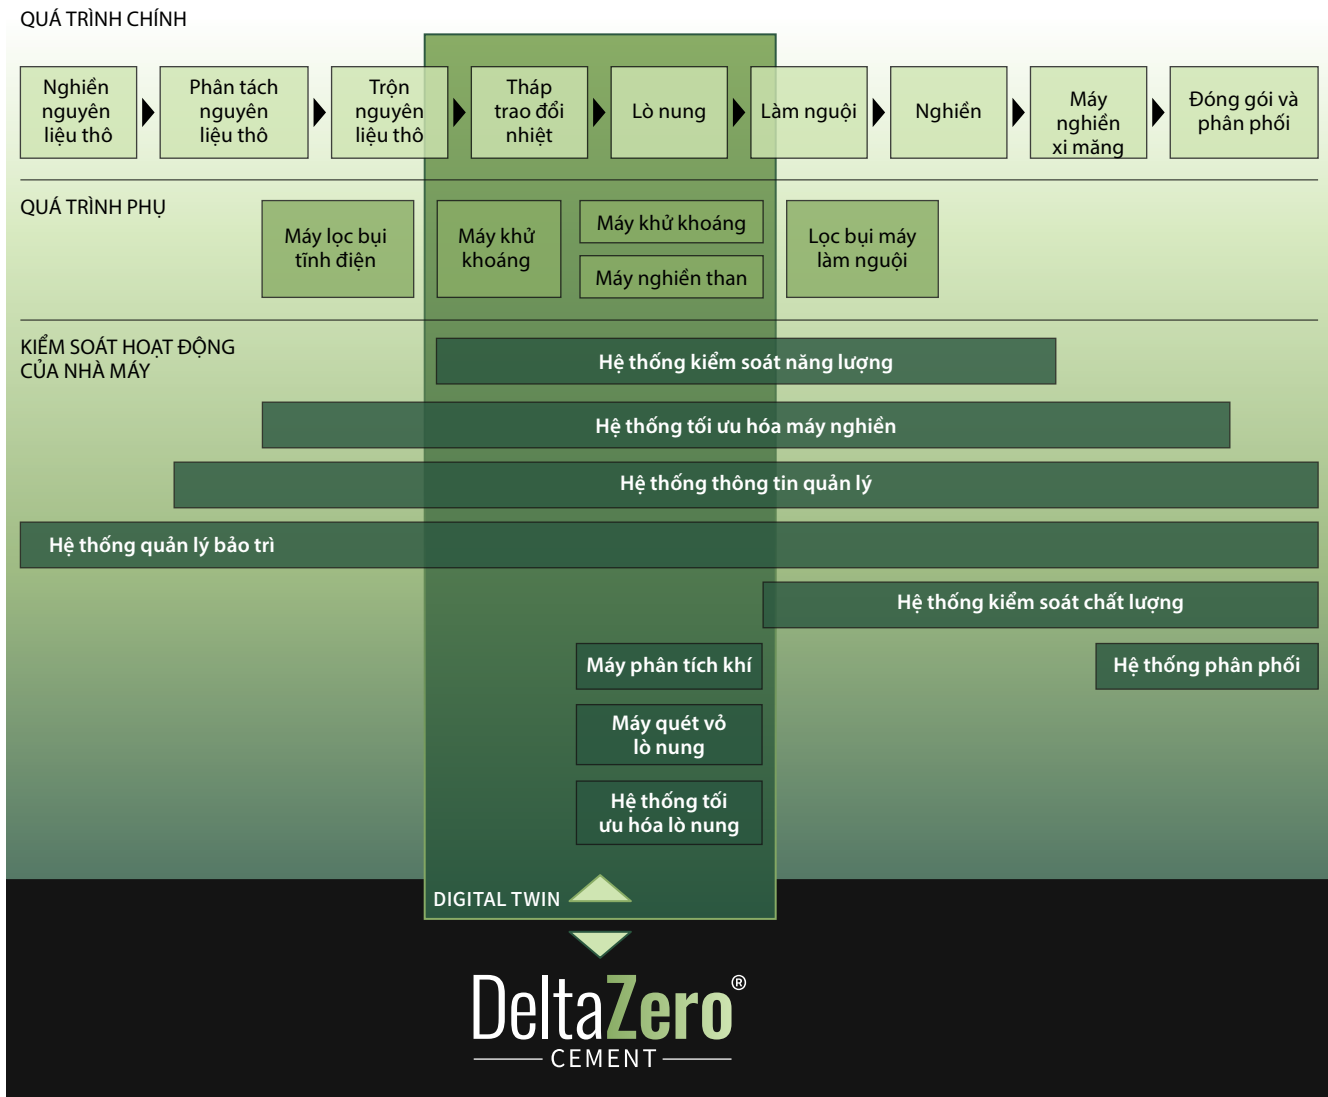 QUÁ TRÌNH CHÍNH
Nghiền
nguyên
liệu thô
Phân tách
nguyên
liệu thô
Trộn
nguyên
liệu thô
Tháp
trao đổi
nhiệt
Lò nung
Làm nguội
Nghiền
Máy
nghiền
xi măng
Đóng gói và
phân phối
QUÁ TRÌNH PHỤ
Máy lọc bụi
tĩnh điện
Máy khử
khoáng
Máy khử khoáng
Máy nghiền than
Lọc bụi máy
làm nguội
KIỂM SOÁT HOẠT ĐỘNG
CỦA NHÀ MÁY
Hệ thống kiểm soát năng lượng
Hệ thống tối ưu hóa máy nghiền
Hệ thống thông tin quản lý
Hệ thống quản lý bảo trì
Hệ thống kiểm soát chất lượng
Máy phân tích khí
Hệ thống phân phối
Máy quét vỏ
lò nung
Hệ thống tối
ưu hóa lò nung
DIGITAL TWIN
DeltaZero®
CEMENT